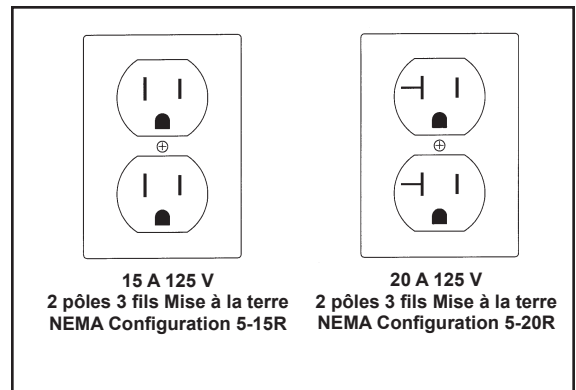 15 A 125 V
2 pôles 3 fils Mise à la terre
NEMA Configuration 5-15R
20 A 125 V
2 pôles 3 fils Mise à la terre
NEMA Configuration 5-20R